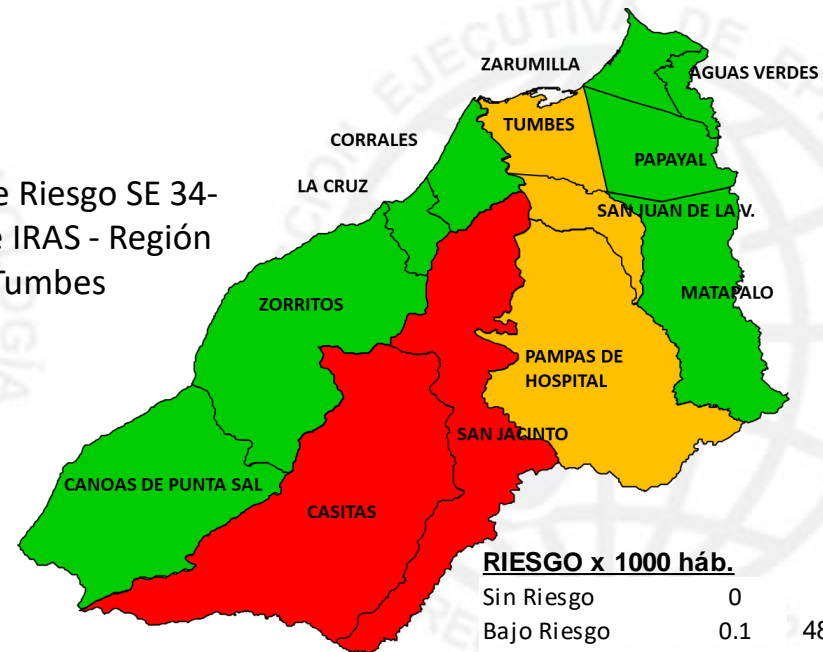 ZARUMILLA
AGUAS VERDES
TUMBES
CORRALES
PAPAYAL
LA CRUZ
e Riesgo SE 34-
e IRAS - Región
Tumbes
SAN JUAN DE LA V.
ZORRITOS
MATAPALO
PAMPAS DE
HOSPITAL
SAN JACINTO
CANOAS DE PUNTA SAL
CASITAS
RIESGO x 1000 háb.
Sin Riesgo 0
Bajo Riesgo 0.1 48